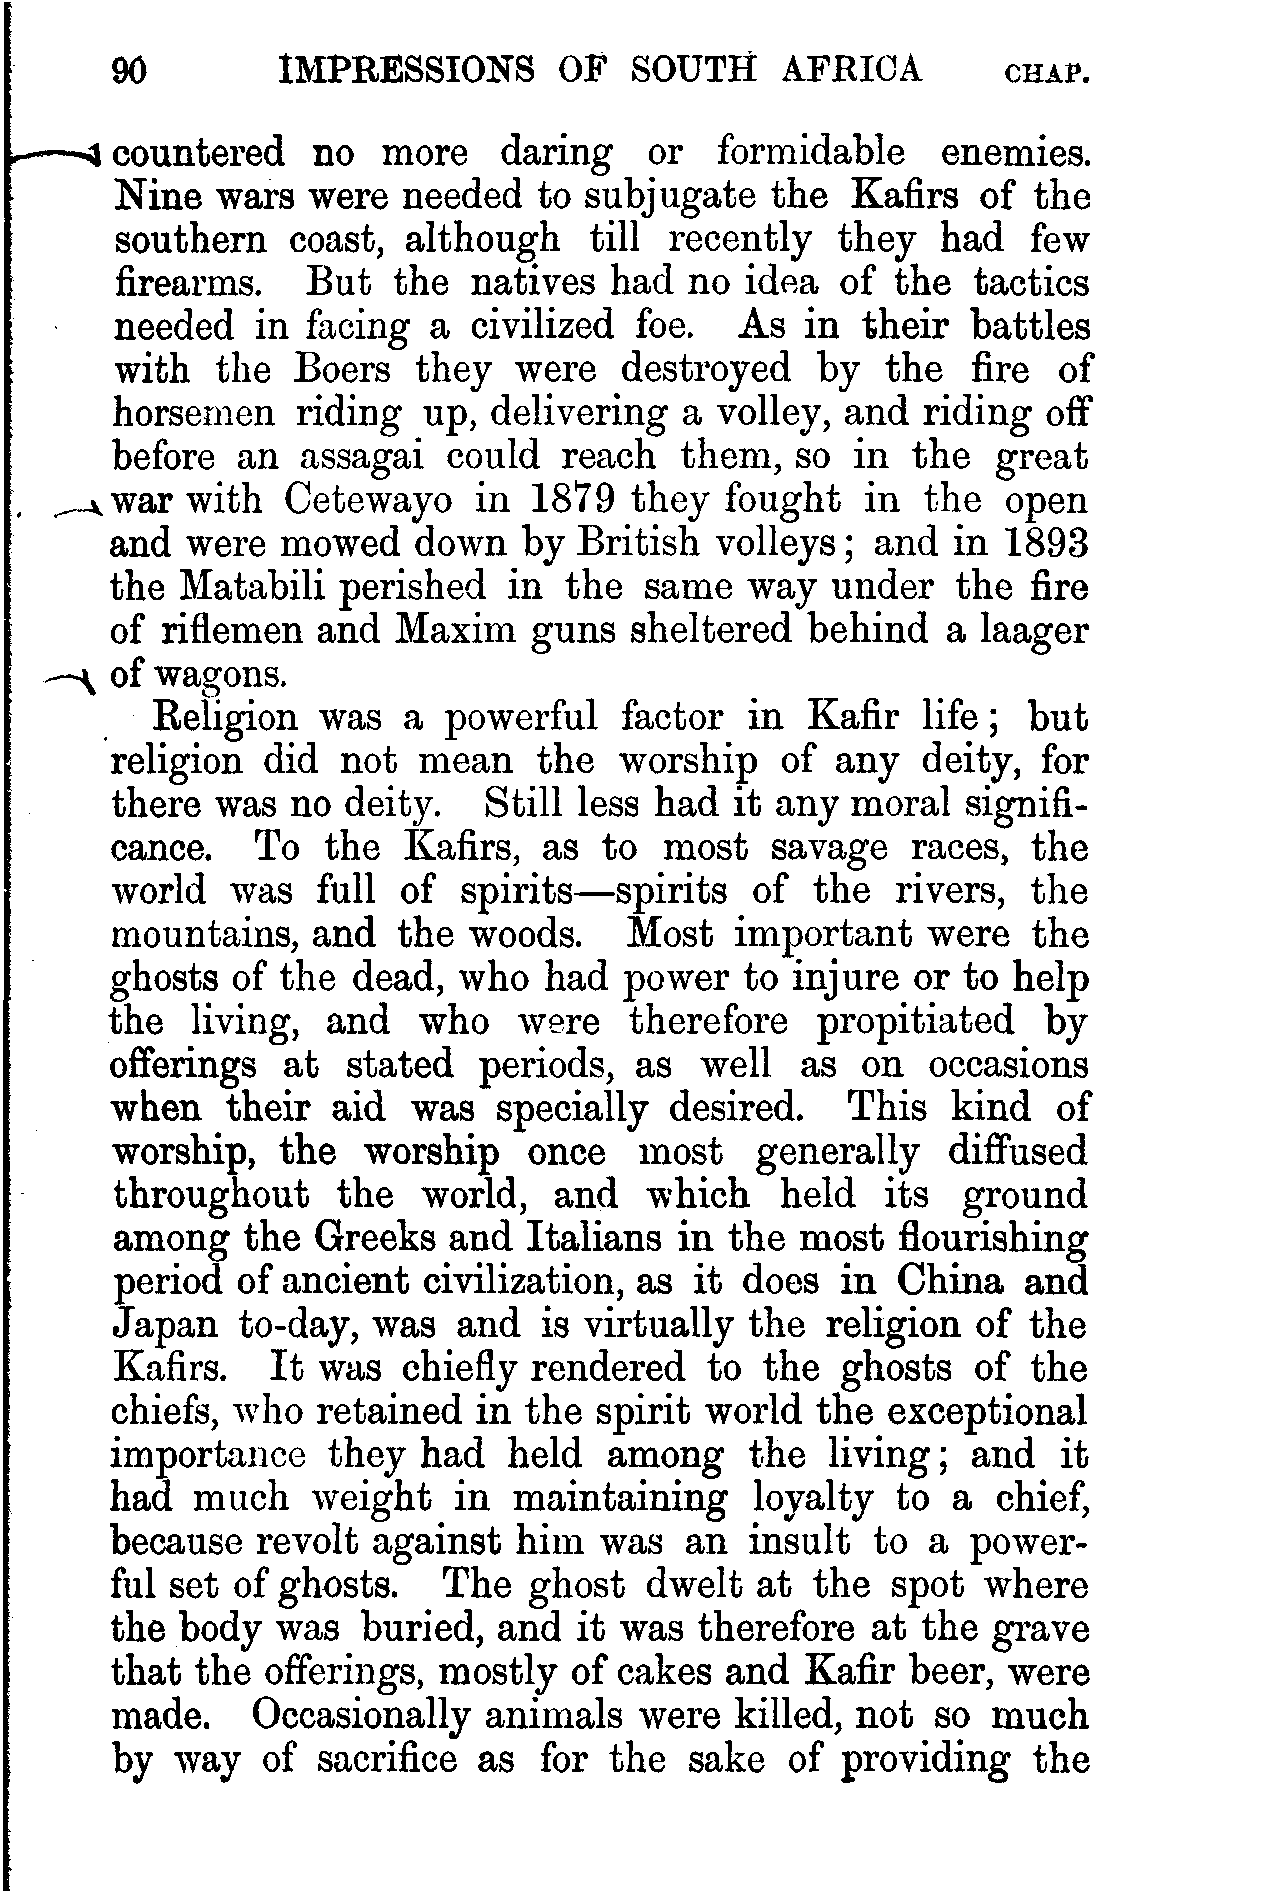 90 IMPRESSIONS OF SOUTH AFRICA CHAP.
countered no more daring or formidable enemies.
Nine wars were needed to subjugate the Kafirs of the
southern coast, although till recently they had few
firearms. But the natives had no idea of the tactics
needed in facing a civilized foe. As in their battles
with the Boers they were destroyed by the fire of
horsemen riding up, delivering a volley, and riding off
before an assagai could reach them, so in the great
war with Cetewayo in 1879 they fought in the open
and were mowed down by British volleys; and in 1893
the Matabili perished in the same way under the fire
of riflemen and Maxim guns sheltered behind a laager
of wagons.
Religion was a powerful factor in Kafir life; but
religion did not mean the worship of any deity, for
there was no deity. Still less had it any moral signifi-
cance. To the Kafirs, as to most savage races, the
world was full of spirits—spirits of the rivers, the
mountains, and the woods. Most important were the
ghosts of the dead, who had power to injure or to help
the living, and who were therefore propitiated by
offerings at stated periods, as well as on occasions
when their aid was specially desired. This kind of
worship, the worship once most generally diffused
throughout the world, and which held its ground
among the Greeks and Italians in the most flourishing
period of ancient civilization, as it does in China and
Japan to-day, was and is virtually the religion of the
Kafirs. It was chiefly rendered to the ghosts of the
chiefs, who retained in the spirit world the exceptional
importance they had held among the living; and it
had much weight in maintaining loyalty to a chief,
because revolt against him was an insult to a power-
ful set of ghosts. The ghost dwelt at the spot where
the body was buried, and it was therefore at the grave
that the offerings, mostly of cakes and Kafir beer, were
made. Occasionally animals were killed, not so much
by way of sacrifice as for the sake of providing the